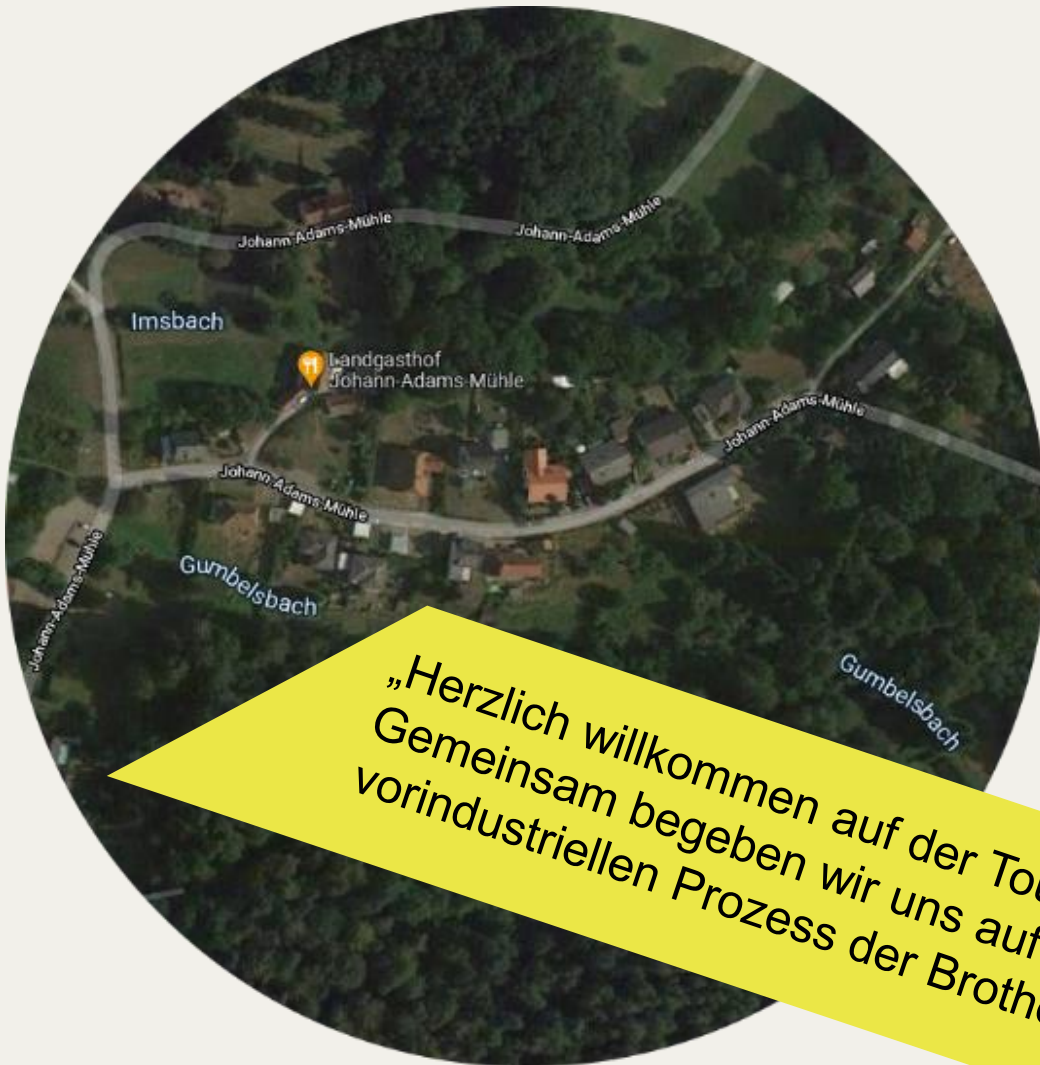 Johann-Adams-Mühle
Johann-Adams-Mühle
Imsbach
Landgasthof
Johann-Adams-Mühle
Johann-Adams-Mühle
Johann-Adams-Mühle
Johann-Adams-Mühle
Gumbelsbach
Gumbelsbach
„Herzlich willkommen auf der
Gemeinsam begeben wir uns auf
vorindustriellen Prozess der